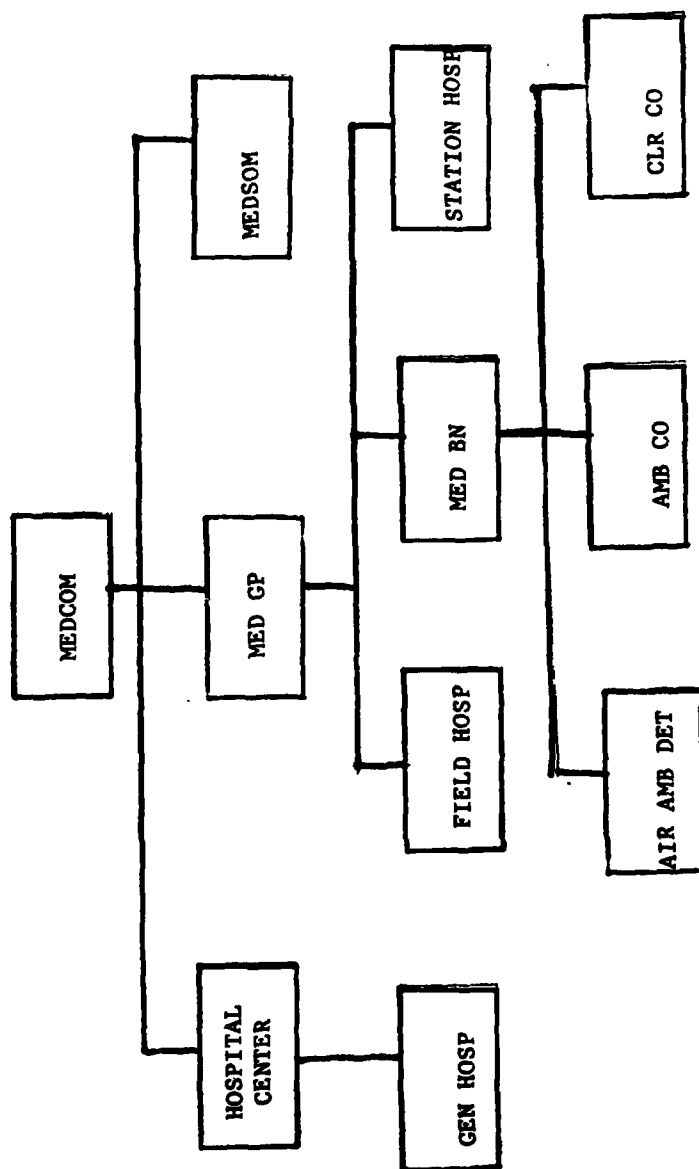 MEDCOM
HOSPITAL
CENTER
MED GP
MEDSOM
GEN HOSP
FIELD HOSP
MED BN
STATION HOSP
AIR AMB DET
AMB CO
CLR CO